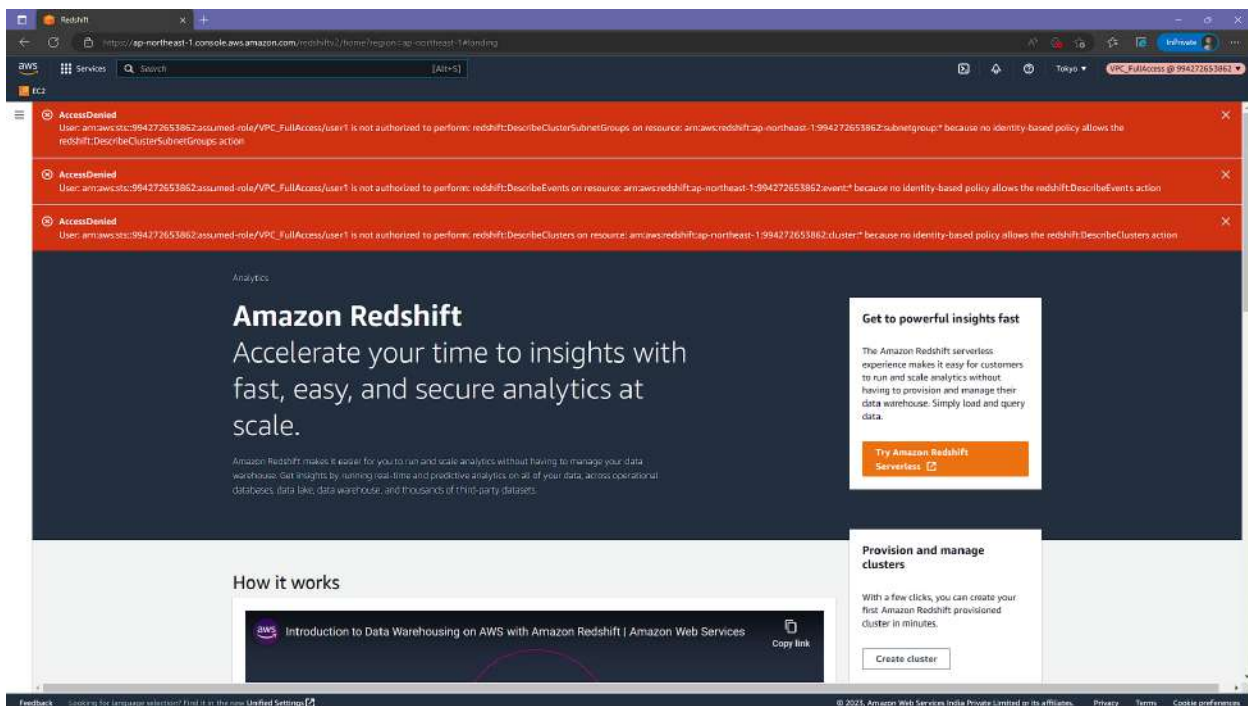 Redshift
https://ap-northeast-1.console.aws.amazon.com/redshiftv2/home?region=ap-northeast-1#landing
InPrivate
aws
Services
Search
[Alt+S]
Tokyo
VPC_FullAccess @ 994272653862
EC2
AccessDenied
User: arn:aws:sts::994272653862:assumed-role/VPC_FullAccess/user1 is not authorized to perform: redshift:DescribeClusterSubnetGroups on resource: arn:aws:redshift:ap-northeast-1:994272653862:subnetgroup:* because no identity-based policy allows the
redshift:DescribeClusterSubnetGroups action
AccessDenied
User: arn:aws:sts::994272653862:assumed-role/VPC_FullAccess/user1 is not authorized to perform: redshift:DescribeEvents on resource: arn:aws:redshift:ap-northeast-1:994272653862:event:* because no identity-based policy allows the redshift:DescribeEvents action
AccessDenied
User: arn:aws:sts::994272653862:assumed-role/VPC_FullAccess/user1 is not authorized to perform: redshift:DescribeClusters on resource: arn:aws:redshift:ap-northeast-1:994272653862:cluster:* because no identity-based policy allows the redshift:DescribeClusters action
Analytics
Amazon Redshift
Accelerate your time to insights with
fast, easy, and secure analytics at
scale.
Amazon Redshift makes it easier for you to run and scale analytics without having to manage your data
warehouse. Get insights by running real-time and predictive analytics on all of your data, across operational
databases, data lake, data warehouse, and thousands of third-party datasets.
Get to powerful insights fast
The Amazon Redshift serverless
experience makes it easy for customers
to run and scale analytics without
having to provision and manage their
data warehouse. Simply load and query
data.
Try Amazon Redshift
Serverless
Provision and manage
clusters
With a few clicks, you can create your
first Amazon Redshift provisioned
cluster in minutes.
Create cluster
How it works
aws
Introduction to Data Warehousing on AWS with Amazon Redshift | Amazon Web Services
Copy link
Feedback
Looking for language selection? Find it in the new Unified Settings
© 2023, Amazon Web Services India Private Limited or its affiliates.
Privacy
Terms
Cookie preferences